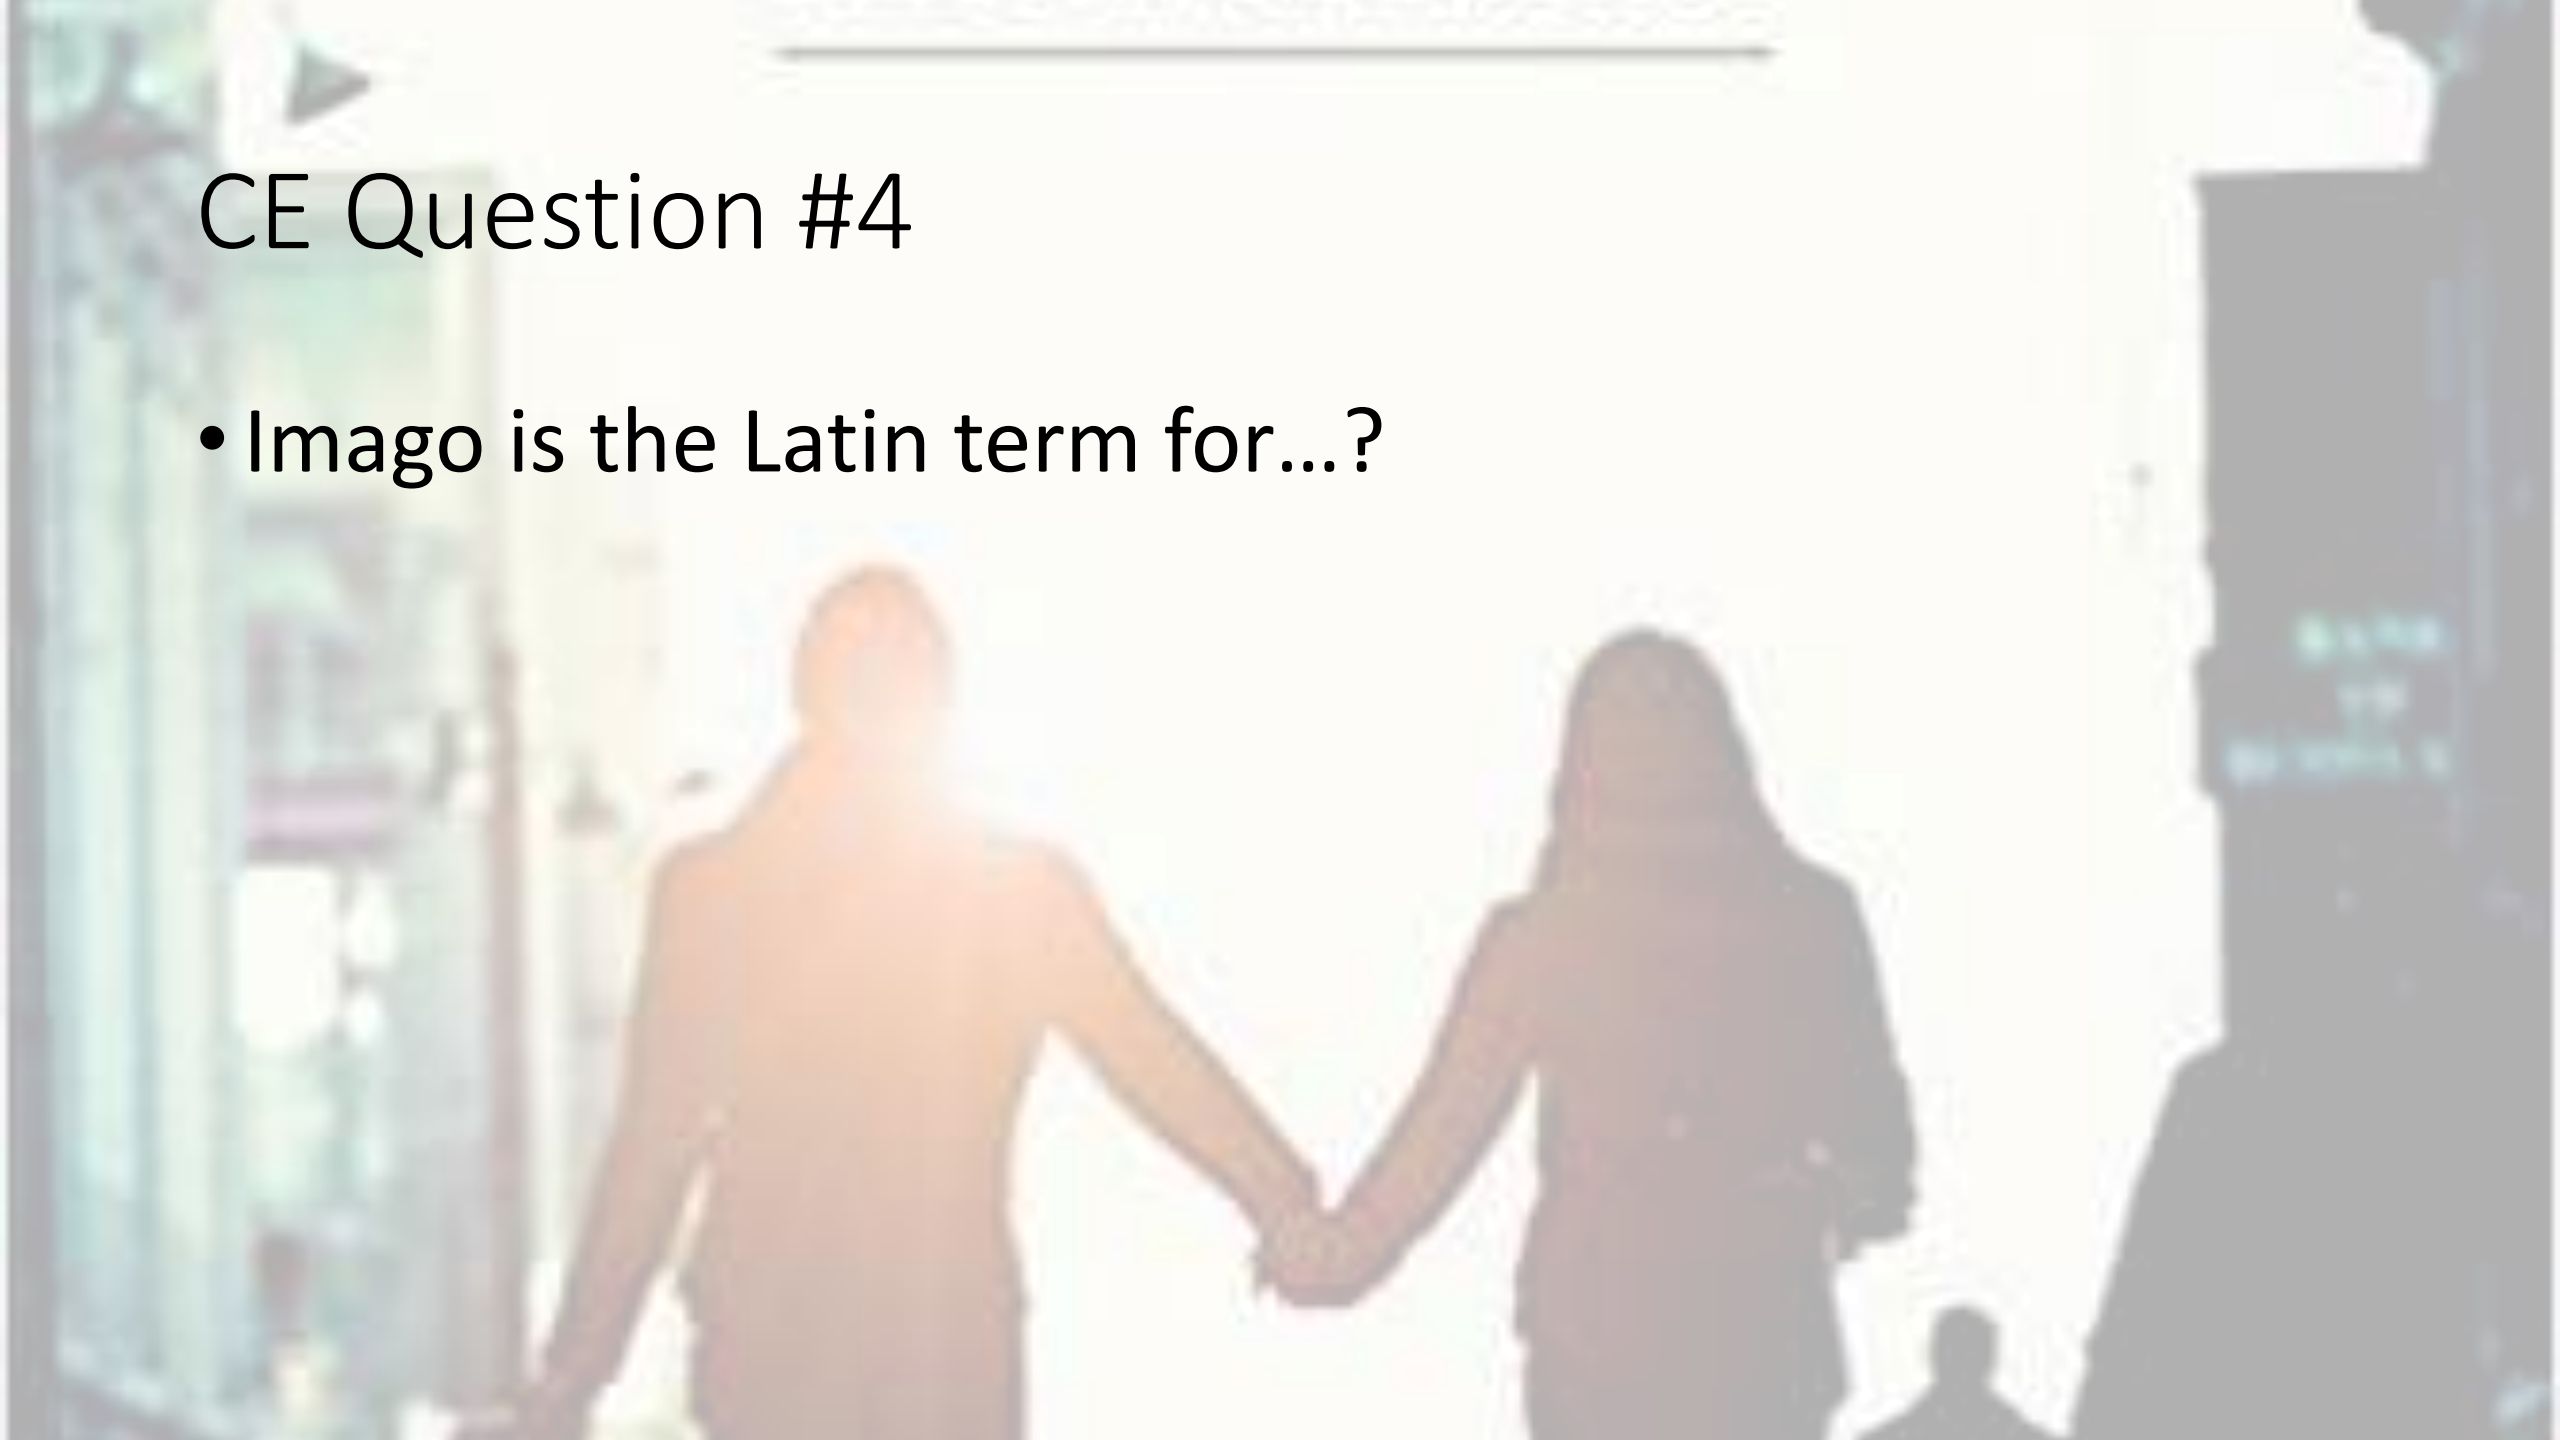 CE Question #4
• Imago is the Latin term for…?